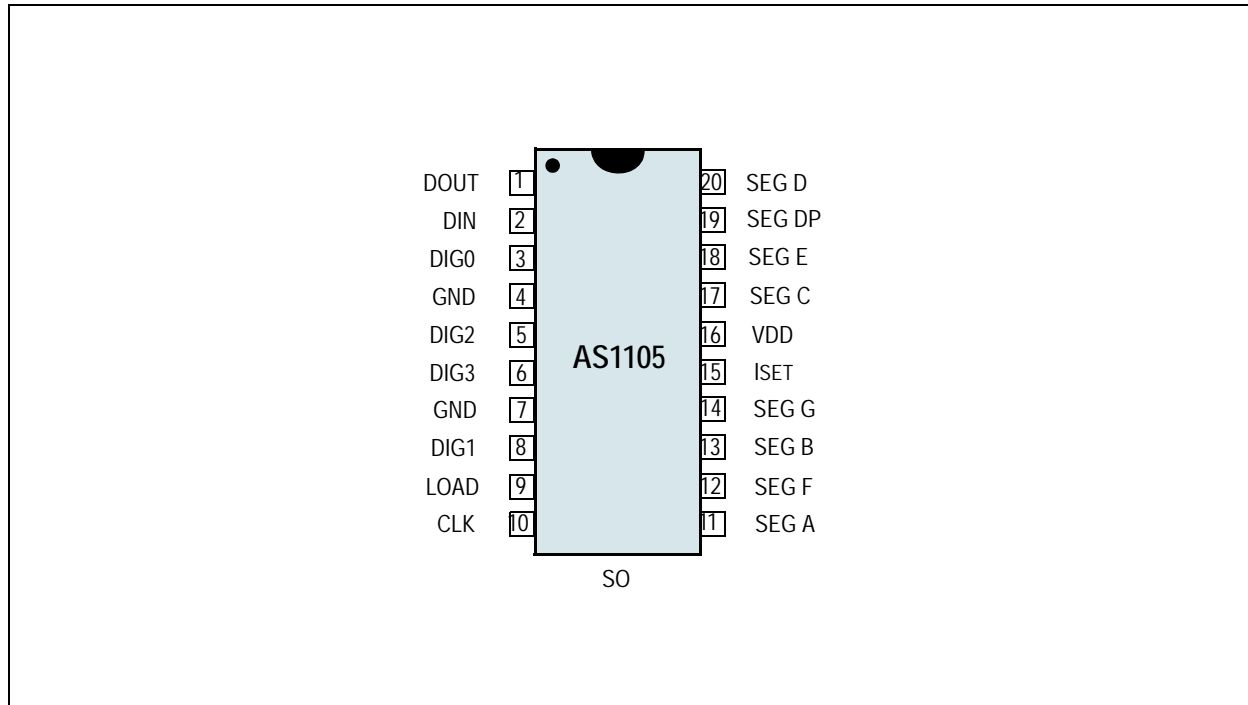 DOUT 1 20 SEG D
DIN 2 19 SEG DP
DIG0 3 18 SEG E
GND 4 17 SEG C
DIG2 5 16 VDD
AS1105
DIG3 6 15 ISET
GND 7 14 SEG G
DIG1 8 13 SEG B
LOAD 9 12 SEG F
CLK 10 11 SEG A
SO